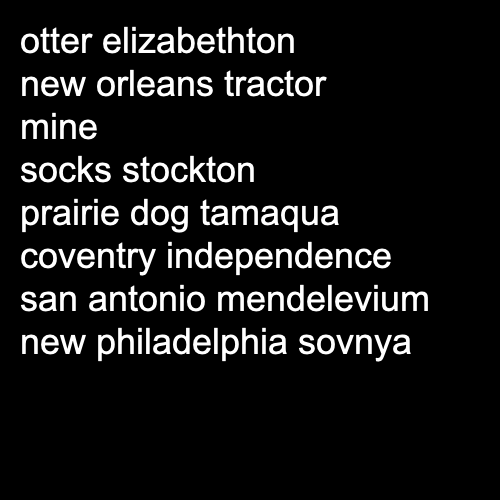 otter elizabethton
new orleans tractor
mine
socks stockton
prairie dog tamaqua
coventry independence
san antonio mendelevium
new philadelphia sovnya